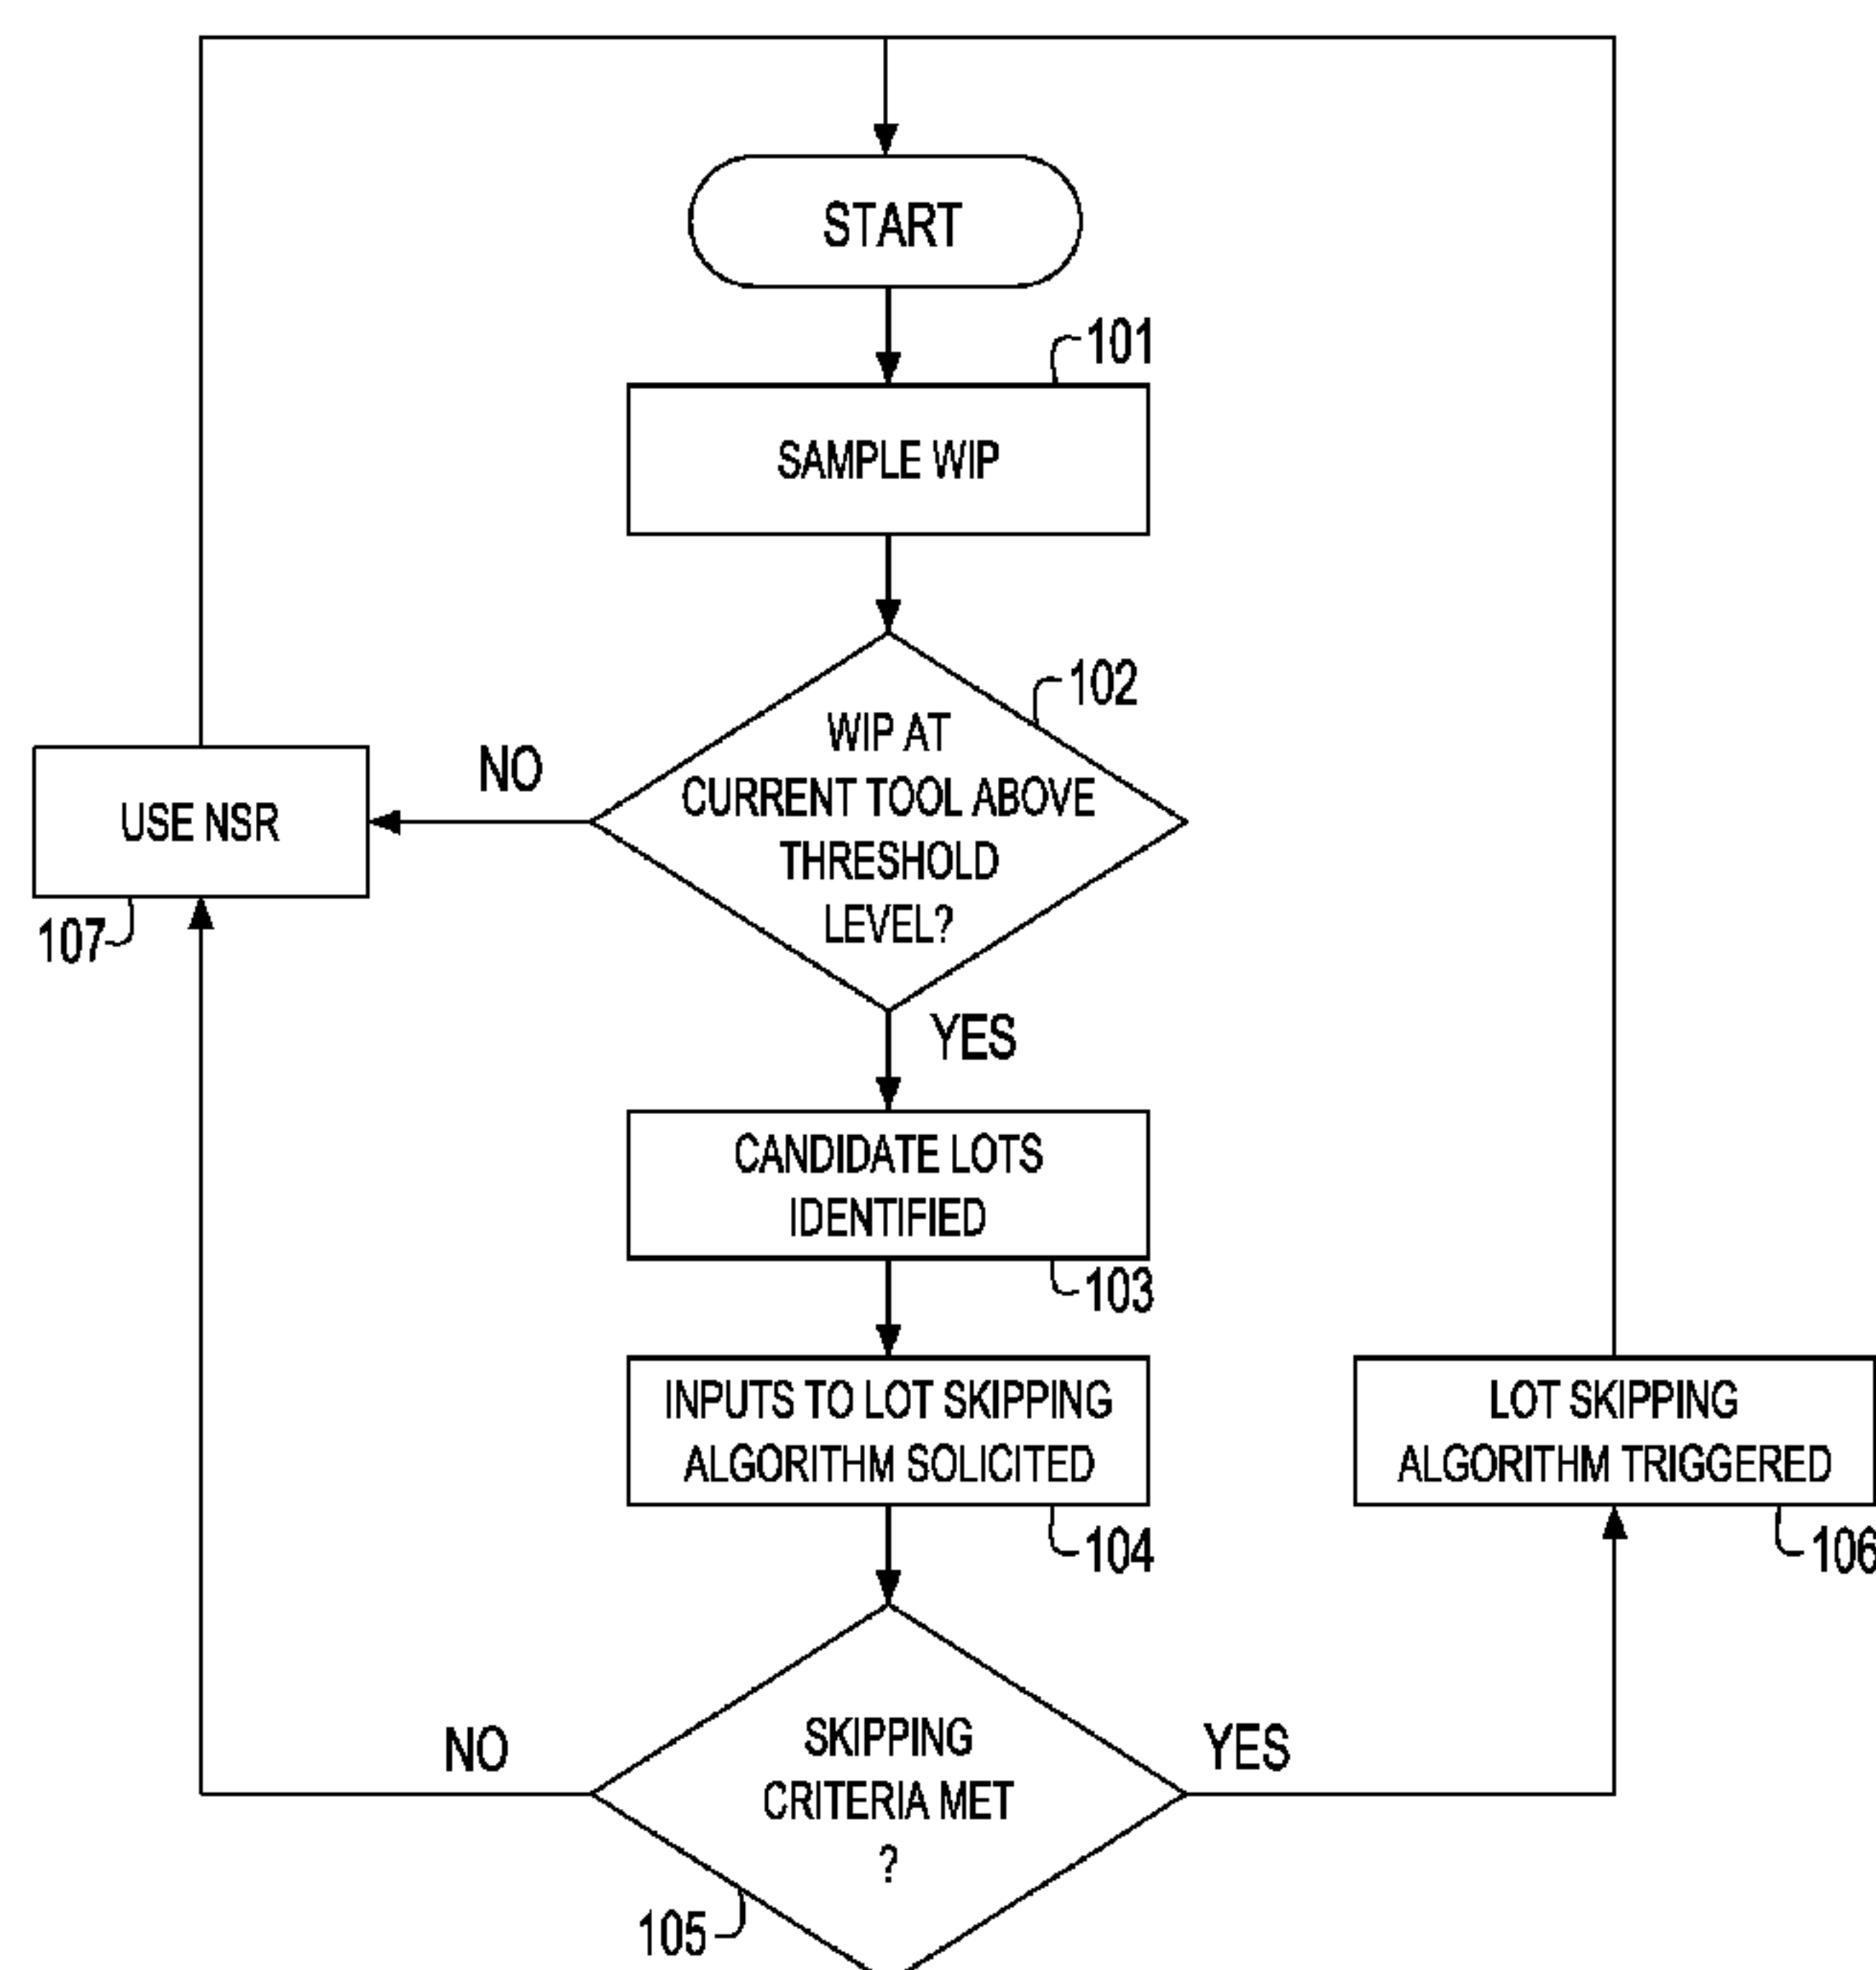 START
101
SAMPLE WIP
102
WIP AT
CURRENT TOOL ABOVE
THRESHOLD
LEVEL?
NO
USE NSR
107
YES
CANDIDATE LOTS
IDENTIFIED
103
INPUTS TO LOT SKIPPING
ALGORITHM SOLICITED
104
LOT SKIPPING
ALGORITHM TRIGGERED
106
SKIPPING
CRITERIA MET
?
NO
YES
105